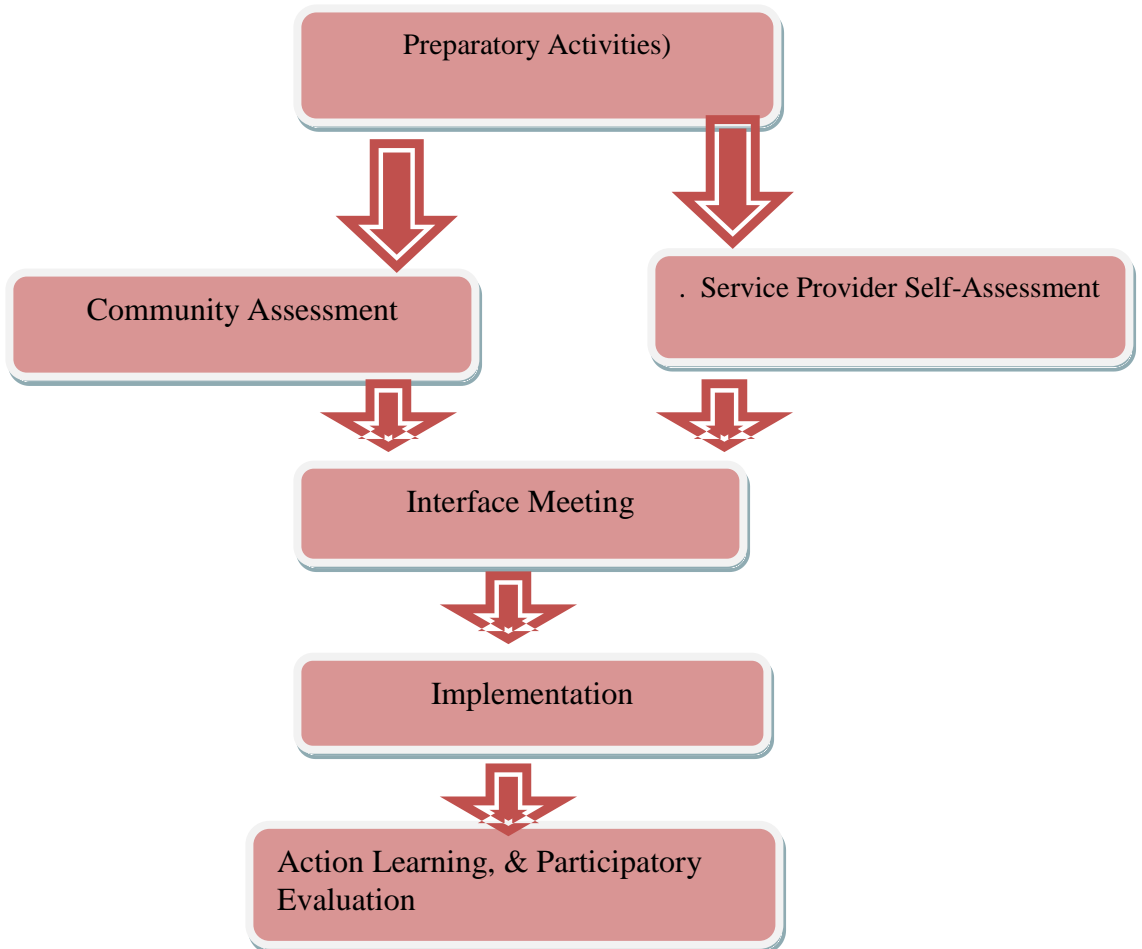 Preparatory Activities)
Community Assessment
. Service Provider Self-Assessment
Interface Meeting
Implementation
Action Learning, & Participatory
Evaluation